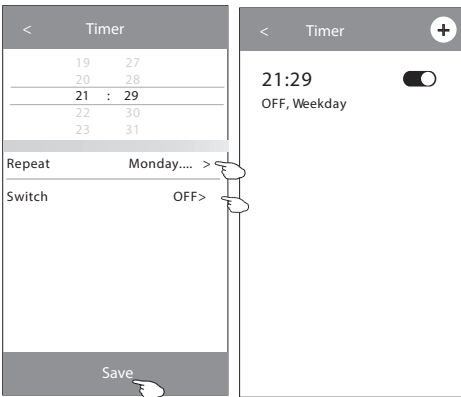 < Timer
19 27
20 28
21 : 29
22 30
23 31
Repeat Monday.... >
Switch OFF>
Save
< Timer +
21:29
OFF, Weekday